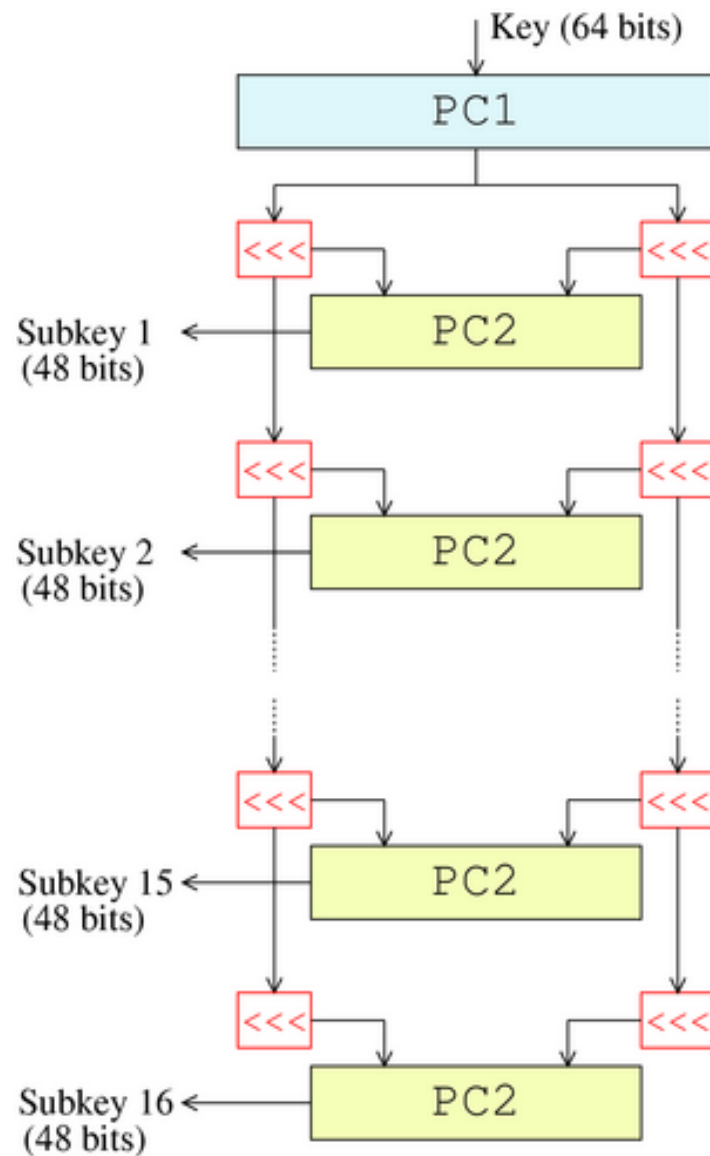 Key (64 bits)
PC1
<<< <<<
Subkey 1
(48 bits)
PC2
<<< <<<
Subkey 2
(48 bits)
PC2
<<< <<<
Subkey 15
(48 bits)
PC2
<<< <<<
Subkey 16
(48 bits)
PC2